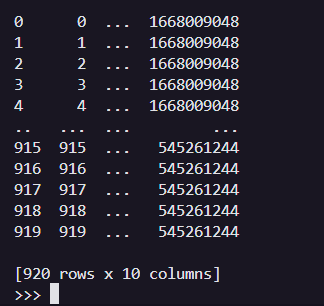 0 0 ... 1668009048
1 1 ... 1668009048
2 2 ... 1668009048
3 3 ... 1668009048
4 4 ... 1668009048
.. ... ... ...
915 915 ... 545261244
916 916 ... 545261244
917 917 ... 545261244
918 918 ... 545261244
919 919 ... 545261244
[920 rows x 10 columns]
>>>